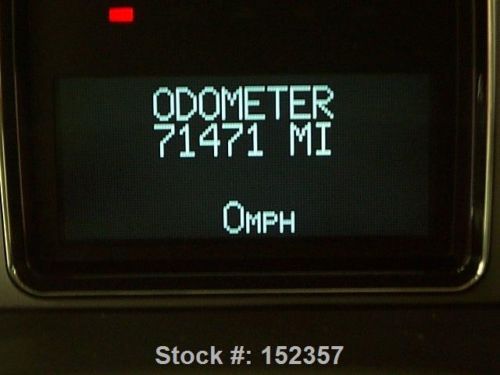 ODOMETER
71471 MI
0MPH
Stock #: 152357